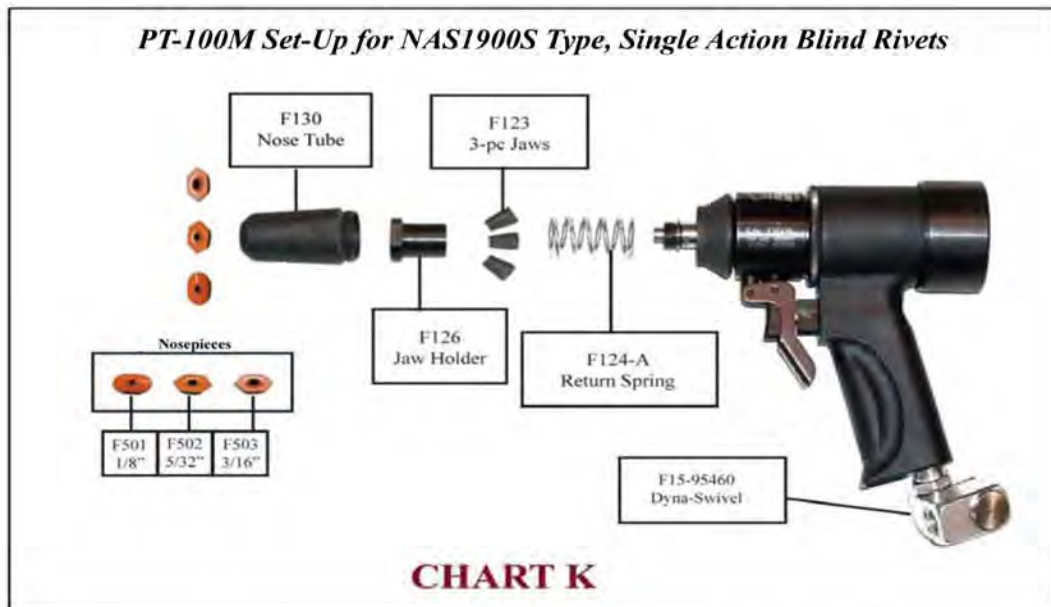 PT-100M Set-Up for NAS1900S Type, Single Action Blind Rivets
F130
Nose Tube
F123
3-pc Jaws
F126
Jaw Holder
F124-A
Return Spring
Nosepieces
F501
1/8”
F502
5/32”
F503
3/16”
F15-95460
Dyna-Swivel
CHART K